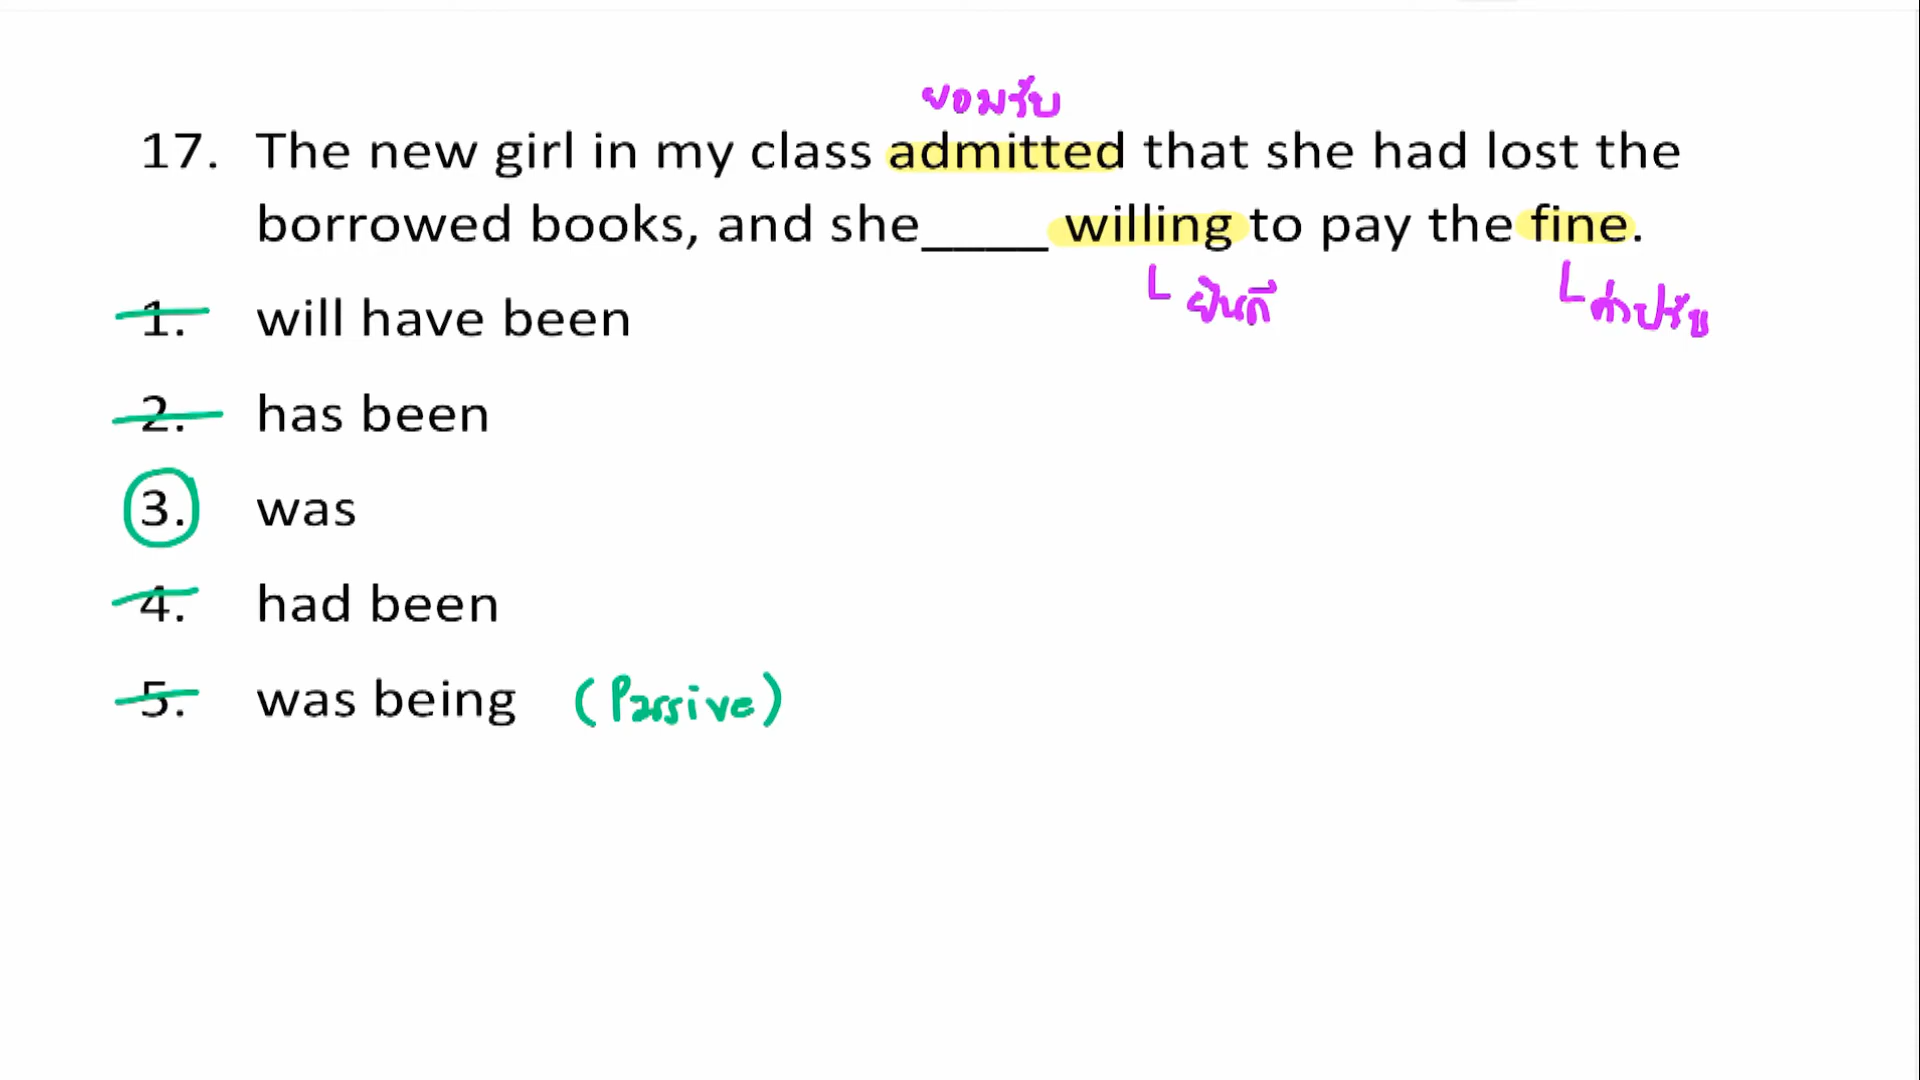 ยอมรับ
17. The new girl in my class admitted that she had lost the
borrowed books, and she____ willing to pay the fine.
└ ยินดี └ ค่าปรับ
1. will have been
2. has been
3. was
4. had been
5. was being (Passive)